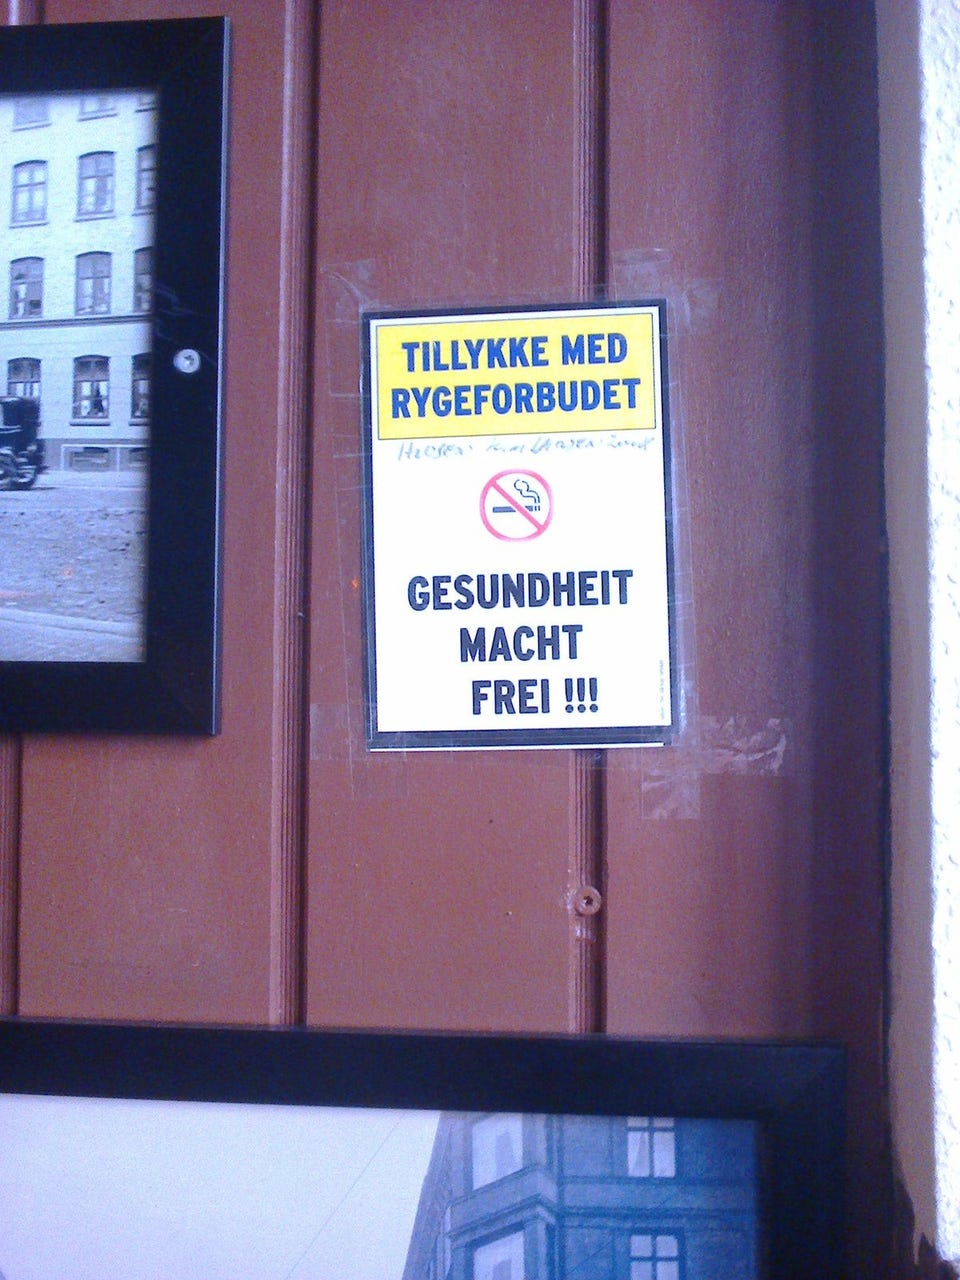 TILLYKKE MED
RYGEFORBUDET
GESUNDHEIT
MACHT
FREI !!!